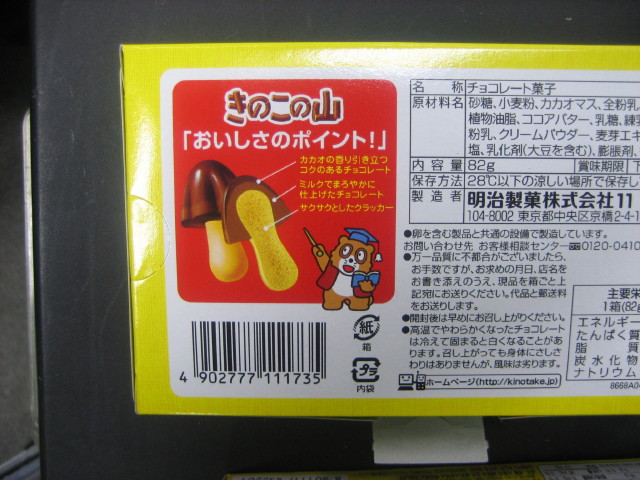 きのこの山
「おいしさのポイント!」
カカオの香り引き立つ
コクのあるチョコレート
ミルクでまろやかに
仕上げたチョコレート
サクサクとしたクラッカー
4 902777 111735
紙
箱
プラ
内袋
名 称 チョコレート菓子
原材料名 砂糖、小麦粉、カカオマス、全粉乳
植物油脂、ココアバター、乳糖、練乳
粉乳、クリームパウダー、麦芽エキ
塩、乳化剤(大豆を含む)、膨脹剤、
内容量 82g 賞味期限 下
保存方法 28℃以下の涼しい場所で保存し
製造者 明治製菓株式会社11
104-8002 東京都中央区京橋2-4-1
●卵を含む製品と共通の設備で製造しています。
お問い合わせ先 お客様相談センター 0120-0410
●万一品質に不都合がございましたら、
お手数ですが、お求めの月日、店名を
お書き添えのうえ、現品を箱ごと上
記宛にお送りください。代品と郵送料
をお送りします。
●開封後は早めにお召し上がりください。
●高温でやわらかくなったチョコレート
は冷えて固まると白くなることがあり
ます。召し上がっても身体にさしさ
わりはありませんが、風味は劣ります。
ホームページ(http://kinotake.jp/)
主要栄
1箱(82g
エネルギー
たんぱく質
脂質
炭水化物
ナトリウム
8668A0